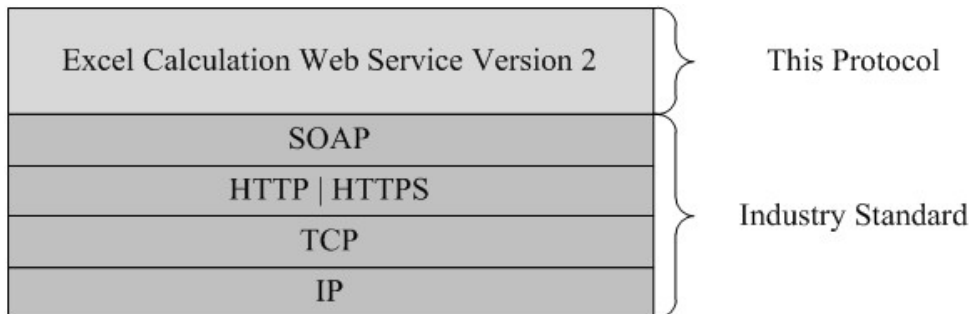 Excel Calculation Web Service Version 2
This Protocol
SOAP
HTTP | HTTPS
TCP
IP
Industry Standard